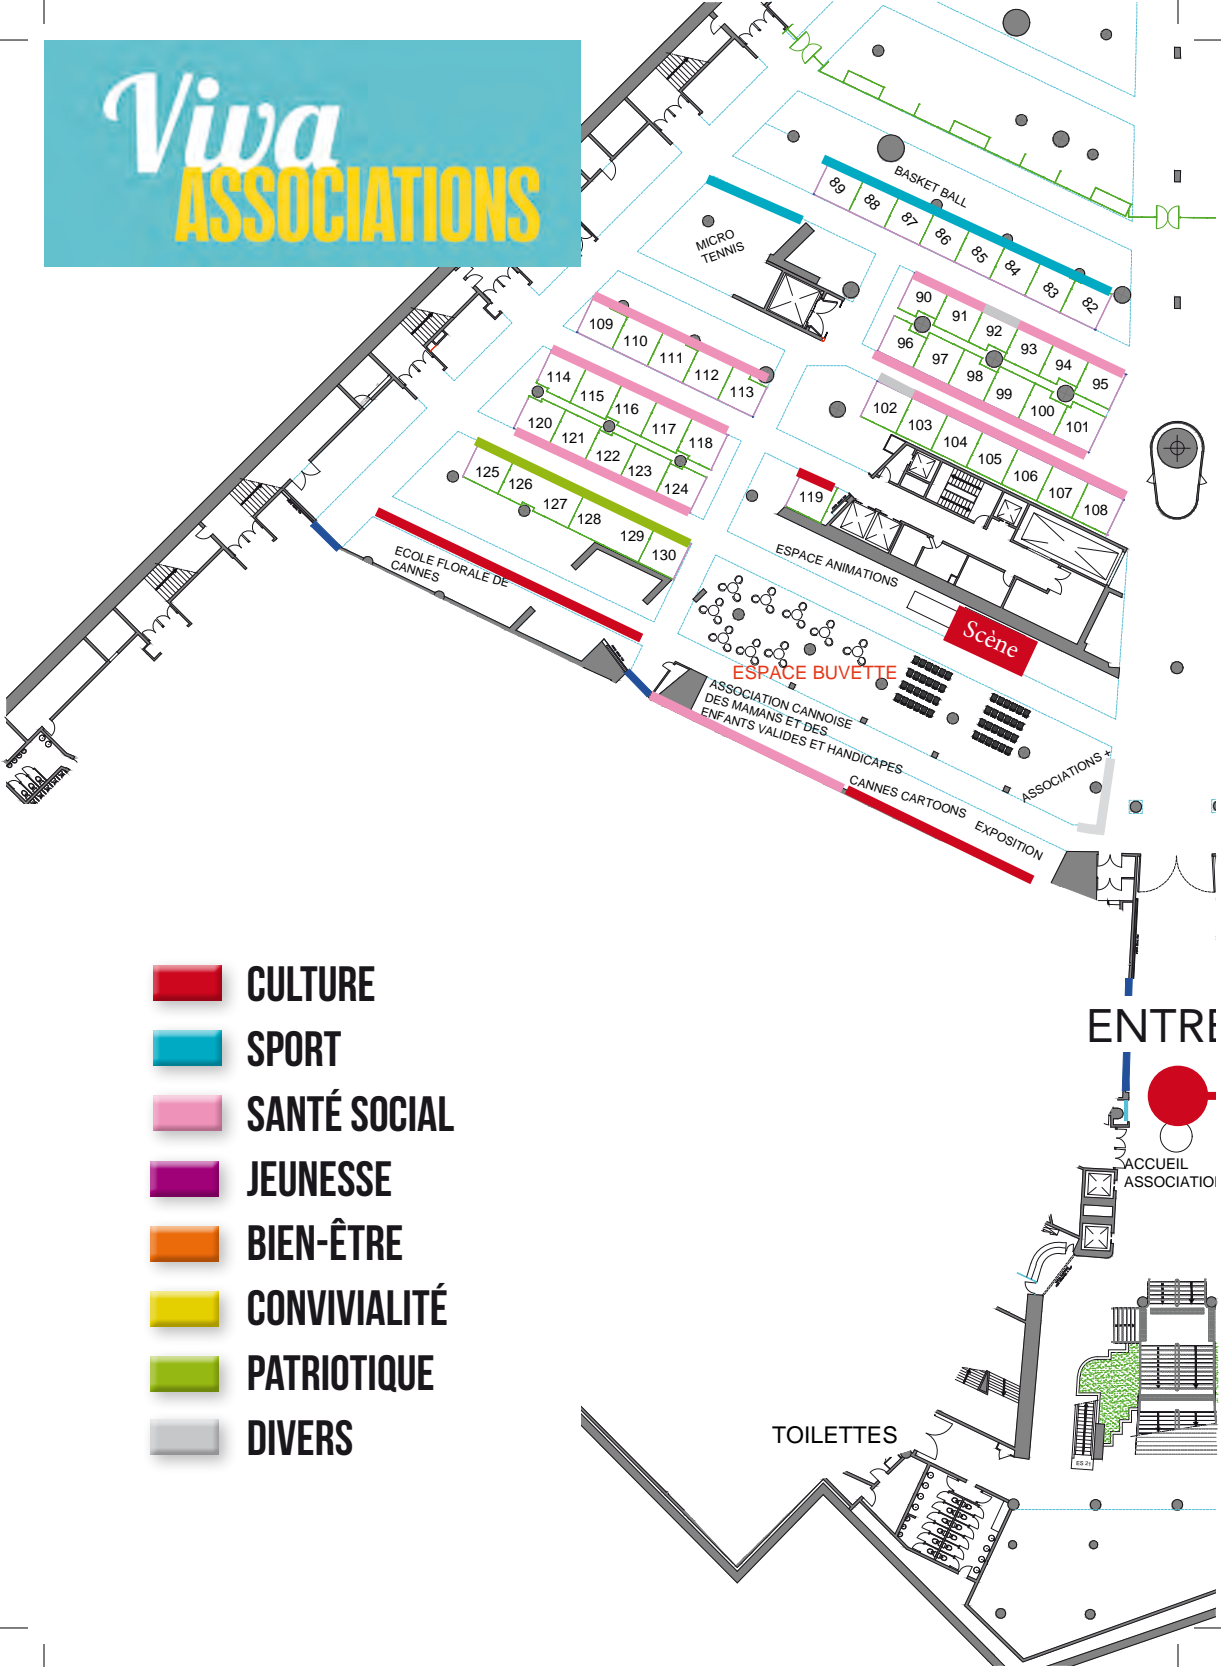 Viva
ASSOCIATIONS
BASKET BALL
89
88
87
86
85
84
83
82
MICRO
TENNIS
90
91
92
93
94
95
96
97
98
99
100
101
102
103
104
105
106
107
108
109
110
111
112
113
114
115
116
117
118
119
120
121
122
123
124
125
126
127
128
129
130
ECOLE FLORALE DE
CANNES
ESPACE ANIMATIONS
Scène
ESPACE BUVETTE
ASSOCIATION CANNOISE
DES MAMANS ET DES
ENFANTS VALIDES ET HANDICAPES
CANNES CARTOONS
EXPOSITION
ASSOCIATIONS +
CULTURE
SPORT
SANTÉ SOCIAL
JEUNESSE
BIEN-ÊTRE
CONVIVIALITÉ
PATRIOTIQUE
DIVERS
ENTRE
ACCUEIL
ASSOCIATIO
TOILETTES
ES 21